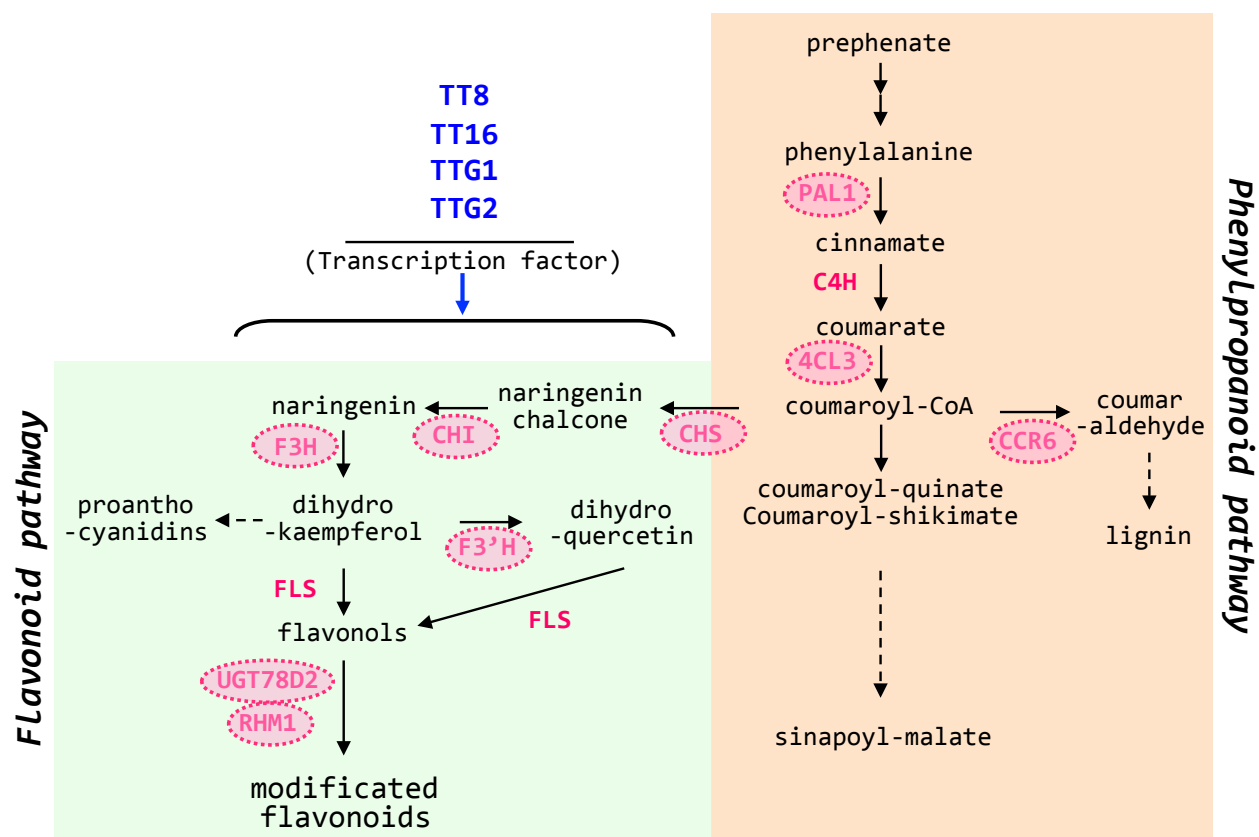 prephenate
TT8
TT16
TTG1
TTG2
phenylalanine
PAL1
cinnamate
(Transcription factor)
C4H
coumarate
4CL3
naringenin
naringenin
chalcone
coumaroyl-CoA
coumar
-aldehyde
F3H
CHI
CHS
CCR6
proantho
-cyanidins
dihydro
-kaempferol
F3’H
dihydro
-quercetin
coumaroyl-quinate
Coumaroyl-shikimate
lignin
FLS
FLS
flavonols
UGT78D2
RHM1
sinapoyl-malate
modificated
flavonoids
Flavonoid pathway
Phenylpropanoid pathway